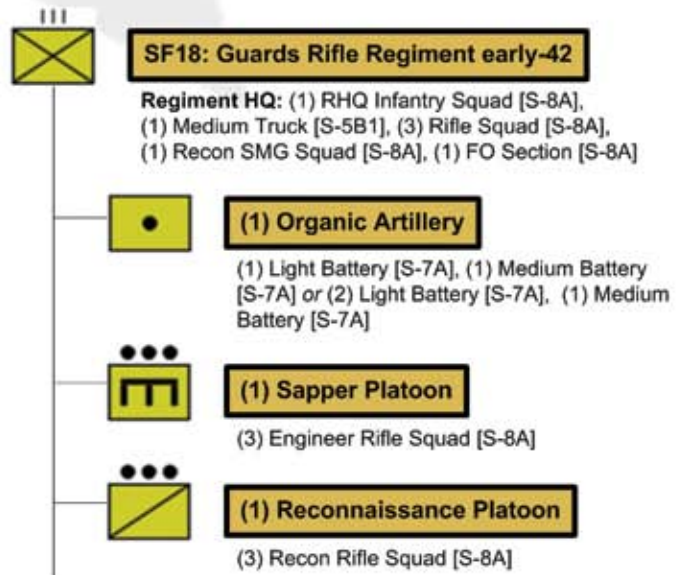 SF18: Guards Rifle Regiment early-42
Regiment HQ: (1) RHQ Infantry Squad [S-8A],
(1) Medium Truck [S-5B1], (3) Rifle Squad [S-8A],
(1) Recon SMG Squad [S-8A], (1) FO Section [S-8A]
(1) Organic Artillery
(1) Light Battery [S-7A], (1) Medium Battery
[S-7A] or (2) Light Battery [S-7A], (1) Medium
Battery [S-7A]
(1) Sapper Platoon
(3) Engineer Rifle Squad [S-8A]
(1) Reconnaissance Platoon
(3) Recon Rifle Squad [S-8A]